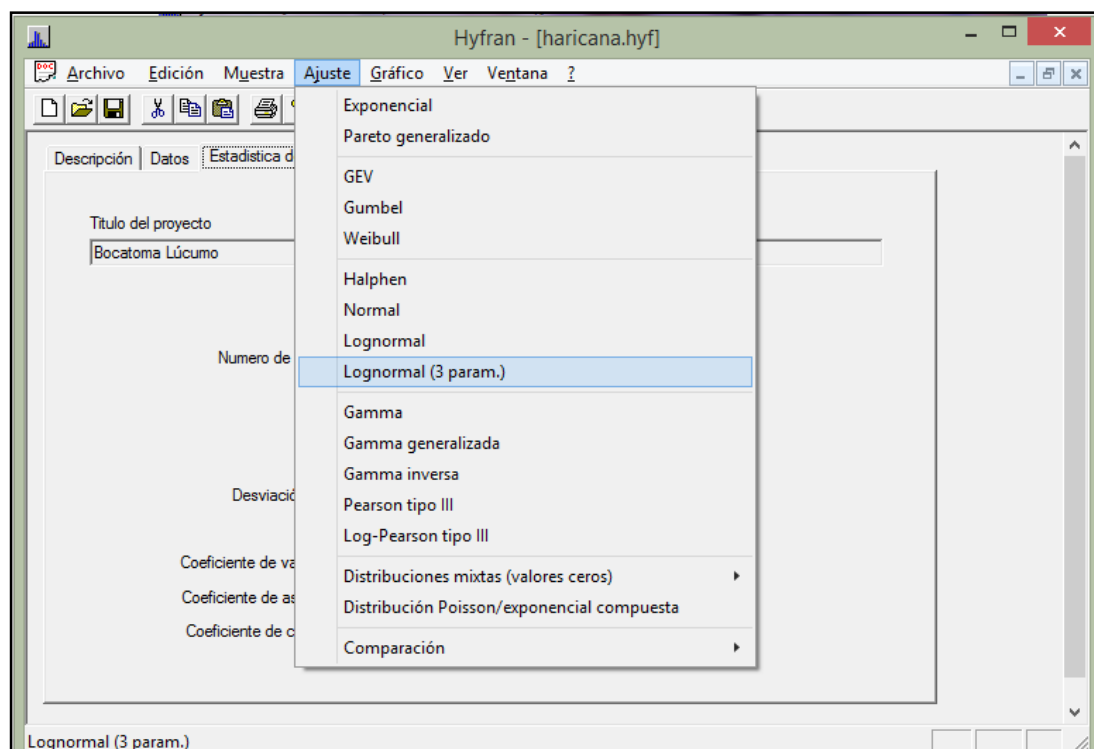 Hyfran - [haricana.hyf]
Archivo Edición Muestra Ajuste Gráfico Ver Ventana ?
Exponencial
Pareto generalizado
GEV
Gumbel
Weibull
Halphen
Normal
Lognormal
Lognormal (3 param.)
Gamma
Gamma generalizada
Gamma inversa
Pearson tipo III
Log-Pearson tipo III
Distribuciones mixtas (valores ceros)
Distribución Poisson/exponencial compuesta
Comparación
Descripción Datos Estadistica d
Titulo del proyecto
Bocatoma Lúcumo
Numero de
Desviació
Coeficiente de va
Coeficiente de as
Coeficiente de c
Lognormal (3 param.)